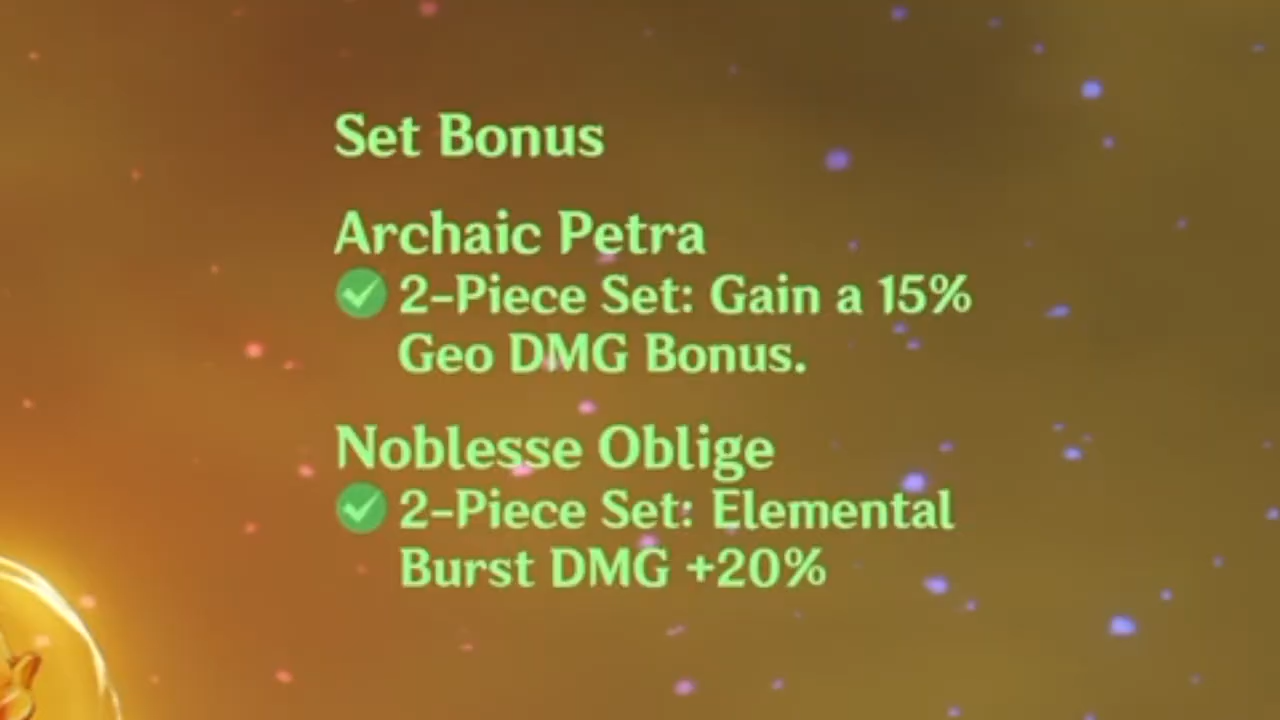 Set Bonus
Archaic Petra
2-Piece Set: Gain a 15%
Geo DMG Bonus.
Noblesse Oblige
2-Piece Set: Elemental
Burst DMG +20%